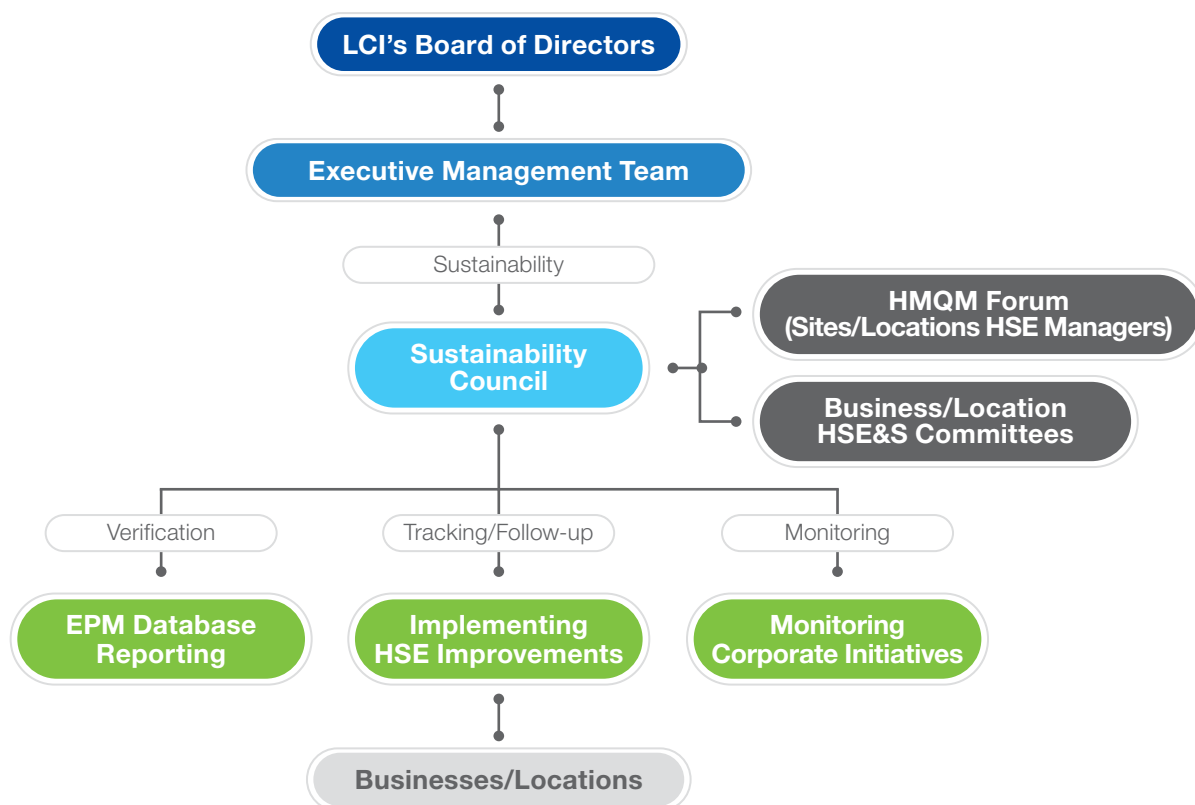 LCI’s Board of Directors
Executive Management Team
Sustainability
HMQM Forum
(Sites/Locations HSE Managers)
Sustainability
Council
Business/Location
HSE&S Committees
Verification
Tracking/Follow-up
Monitoring
EPM Database
Reporting
Implementing
HSE Improvements
Monitoring
Corporate Initiatives
Businesses/Locations